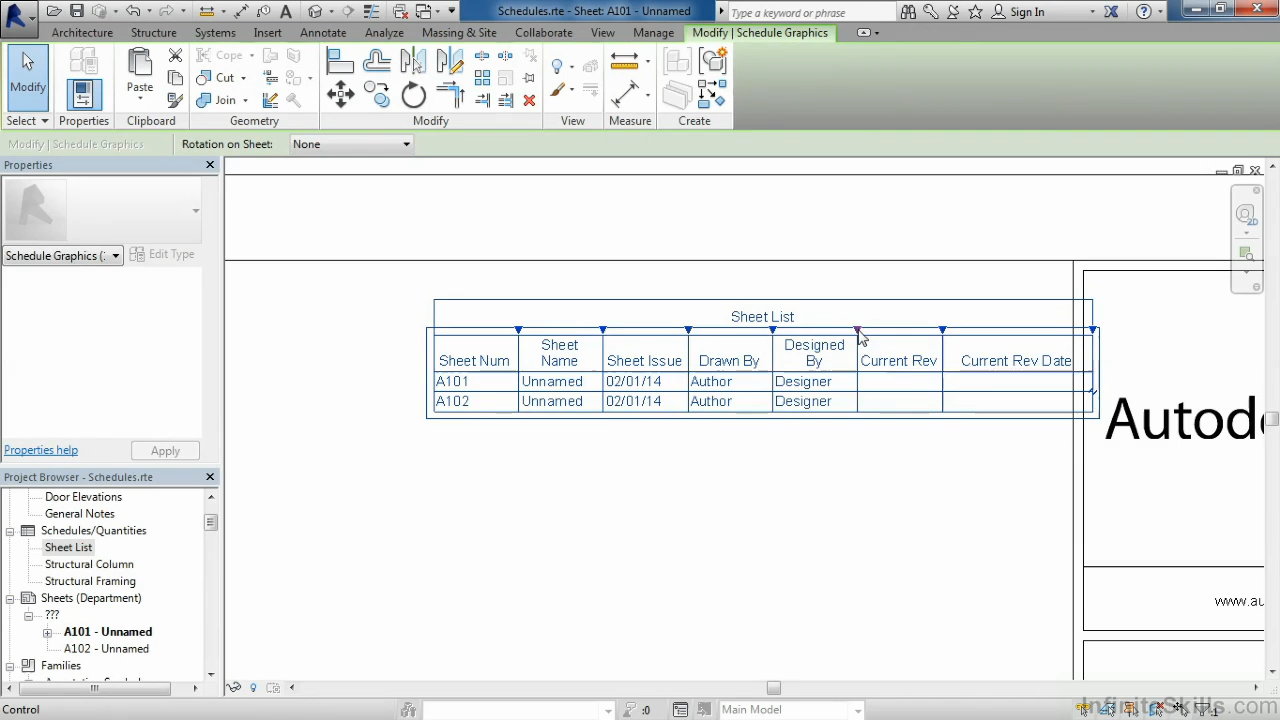 Schedules.rte - Sheet: A101 - Unnamed
Type a keyword or phrase
Sign In
Architecture Structure Systems Insert Annotate Analyze Massing & Site Collaborate View Manage Modify | Schedule Graphics
Modify Paste Cope Cut Join
Select Properties Clipboard Geometry Modify View Measure Create
Modify | Schedule Graphics Rotation on Sheet: None
Properties
Schedule Graphics (: Edit Type
Properties help Apply
Project Browser - Schedules.rte
Door Elevations
General Notes
Schedules/Quantities
Sheet List
Structural Column
Structural Framing
Sheets (Department)
???
A101 - Unnamed
A102 - Unnamed
Families
Sheet List
Sheet Num Sheet Name Sheet Issue Drawn By Designed By Current Rev Current Rev Date
A101 Unnamed 02/01/14 Author Designer
A102 Unnamed 02/01/14 Author Designer
Autod
www.au
2D
Control :0 Main Model
InfiniteSkills.com